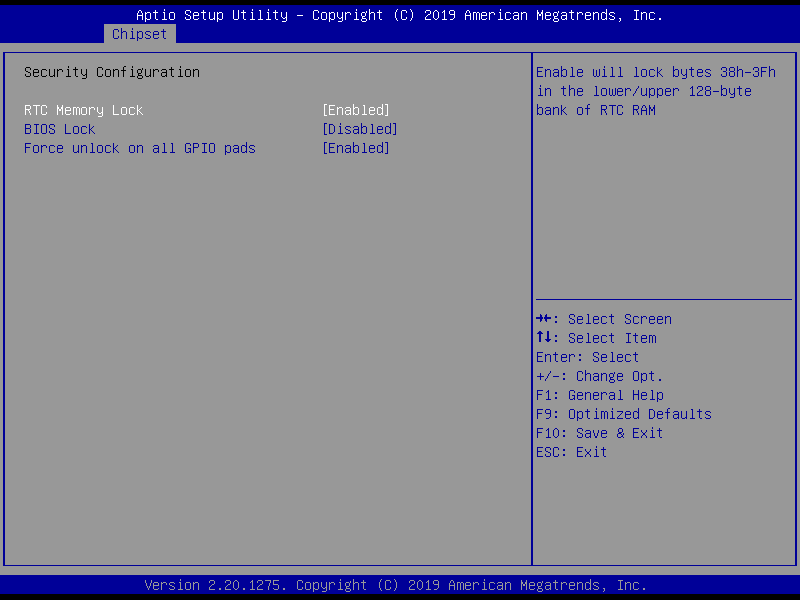 Aptio Setup Utility – Copyright (C) 2019 American Megatrends, Inc.
Chipset
Security Configuration
RTC Memory Lock [Enabled]
BIOS Lock [Disabled]
Force unlock on all GPIO pads [Enabled]
Enable will lock bytes 38h-3Fh
in the lower/upper 128-byte
bank of RTC RAM
→←: Select Screen
↑↓: Select Item
Enter: Select
+/-: Change Opt.
F1: General Help
F9: Optimized Defaults
F10: Save & Exit
ESC: Exit
Version 2.20.1275. Copyright (C) 2019 American Megatrends, Inc.